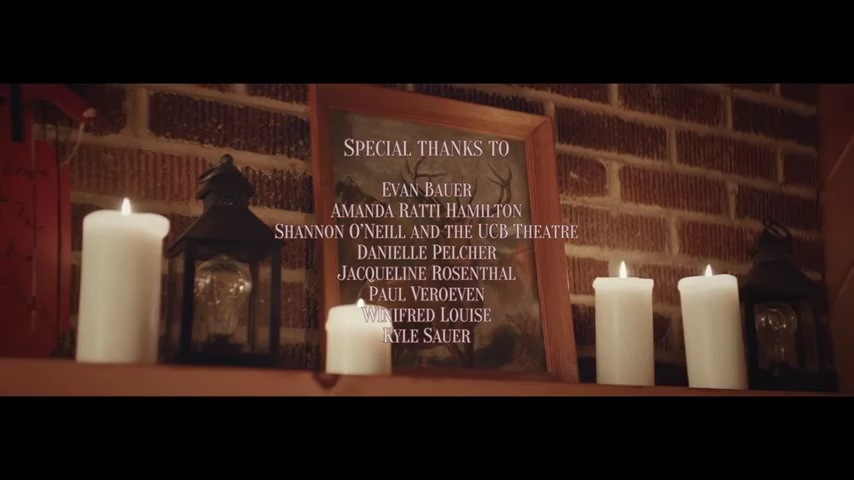 SPECIAL THANKS TO
EVAN BAUER
AMANDA RATTI HAMILTON
SHANNON O'NEILL AND THE UCB THEATRE
DANIELLE PELCHER
JACQUELINE ROSENTHAL
PAUL VEROEVEN
WINIFRED LOUISE
KYLE SAUER